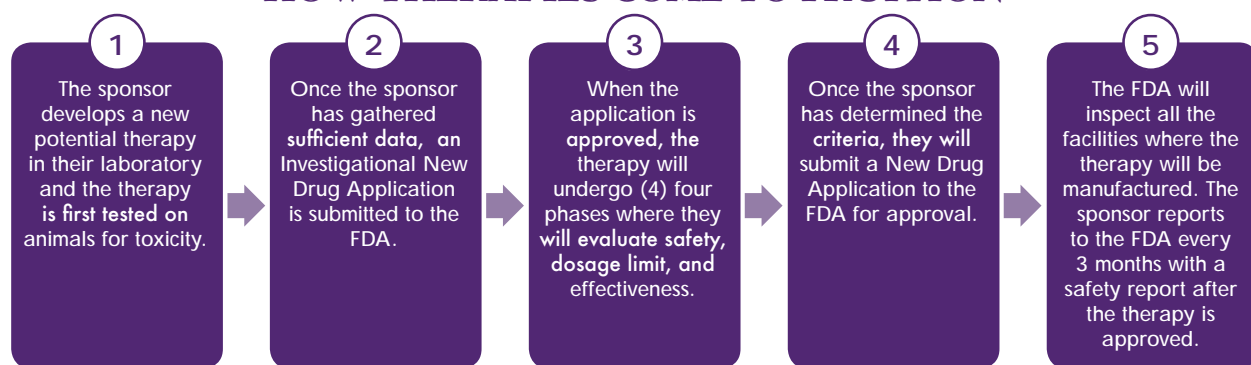 HOW THERAPIES COME TO FRUITION
1
The sponsor
develops a new
potential therapy
in their laboratory
and the therapy
is first tested on
animals for toxicity.
2
Once the sponsor
has gathered
sufficient data, an
Investigational New
Drug Application
is submitted to the
FDA.
3
When the
application is
approved, the
therapy will
undergo (4) four
phases where they
will evaluate safety,
dosage limit, and
effectiveness.
4
Once the sponsor
has determined the
criteria, they will
submit a New Drug
Application to the
FDA for approval.
5
The FDA will
inspect all the
facilities where the
therapy will be
manufactured. The
sponsor reports
to the FDA every
3 months with a
safety report after
the therapy is
approved.